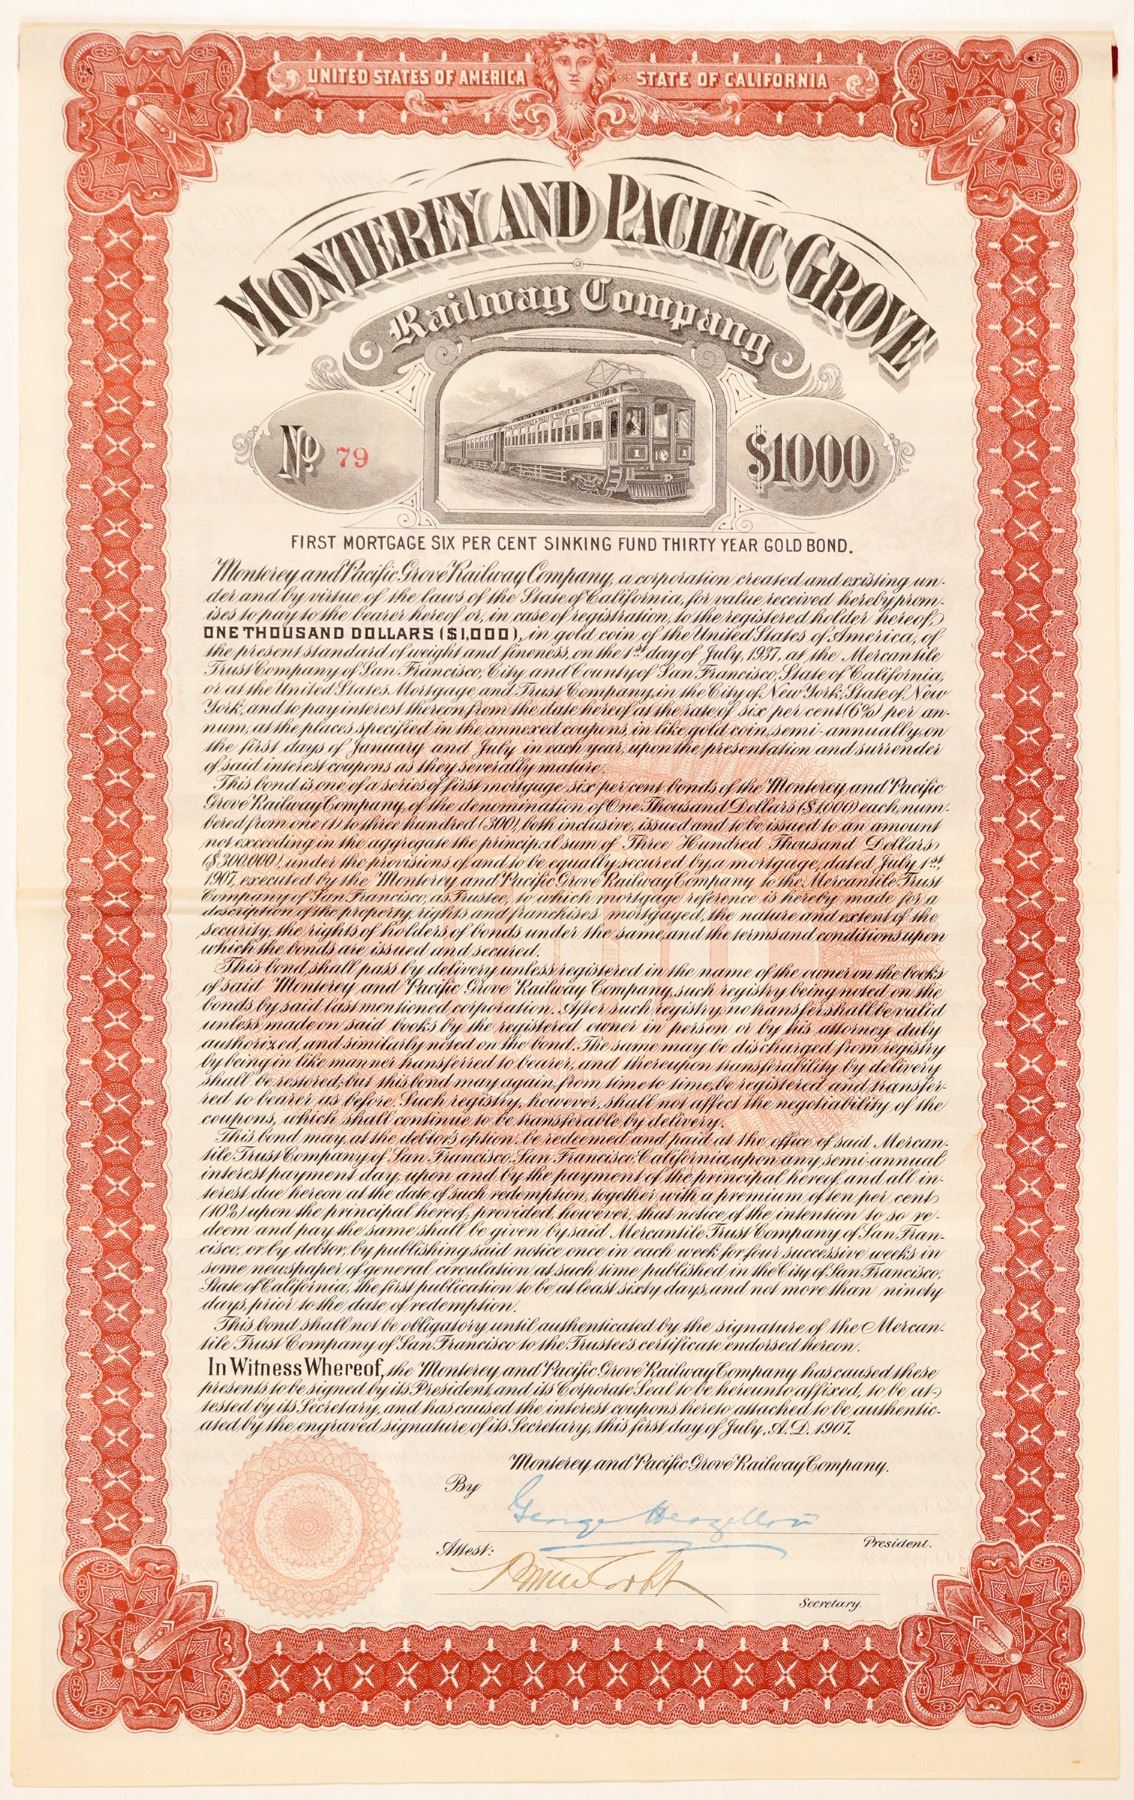 UNITED STATES OF AMERICA STATE OF CALIFORNIA
MONTEREY AND PACIFIC GROVE
Railway Company
No 79 $1000
FIRST MORTGAGE SIX PER CENT SINKING FUND THIRTY YEAR GOLD BOND.
Monterey and Pacific Grove Railway Company, a corporation created and existing un-
der and by virtue of the laws of the State of California, for value received hereby prom-
ises to pay to the bearer hereof or, in case of registration, to the registered holder hereof,
ONE THOUSAND DOLLARS ($1,000), in gold coin of the United States of America, of
the present standard of weight and fineness, on the 1st day of July, 1937, at the Mercantile
Trust Company of San Francisco, City and County of San Francisco, State of California,
or at the United States Mortgage and Trust Company, in the City of New York, State of New
York, and to pay interest thereon from the date hereof at the rate of six per cent (6%) per an-
num, at the places specified in the annexed coupons, in like gold coin, semi-annually, on
the first days of January and July in each year, upon the presentation and surrender
of said interest coupons as they severally mature.
This bond is one of a series of first mortgage six per cent bonds of the Monterey and Pacific
Grove Railway Company, of the denomination of One Thousand Dollars ($1,000) each, num-
bered from one (1) to three hundred (300), both inclusive, issued and to be issued to an amount
not exceeding in the aggregate the principal sum of Three Hundred Thousand Dollars
($300,000), under the provisions of and to be equally secured by a mortgage, dated July 1st
1907, executed by the Monterey and Pacific Grove Railway Company to the Mercantile Trust
Company of San Francisco, as Trustee, to which mortgage reference is hereby made for a
description of the property, rights and franchises mortgaged, the nature and extent of the
security, the rights of holders of bonds under the same, and the terms and conditions upon
which the bonds are issued and secured.
This bond shall pass by delivery unless registered in the name of the owner on the books
of said Monterey and Pacific Grove Railway Company, such registry being noted on the
bonds by said last mentioned corporation. After such registry, no transfer shall be valid
unless made on said books by the registered owner in person or by his attorney duly
authorized, and similarly noted on the bond. The same may be discharged from registry
by being in like manner transferred to bearer, and thereupon transferability by delivery
shall be restored; but this bond may again, from time to time, be registered and transfer-
red to bearer as before. Such registry, however, shall not affect the negotiability of the
coupons, which shall continue to be transferable by delivery.
This bond may, at the debtor's option, be redeemed and paid at the office of said Mercan-
tile Trust Company of San Francisco, San Francisco, California, upon any semi-annual
interest payment day, upon and by the payment of the principal hereof, and all in-
terest due hereon at the date of such redemption, together with a premium of ten per cent
(10%) upon the principal hereof; provided, however, that notice of the intention to so re-
deem and pay the same shall be given by said Mercantile Trust Company of San Fran-
cisco, or by debtor, by publishing said notice once in each week for four successive weeks in
some newspaper of general circulation at such time published in the City of San Francisco,
State of California, the first publication to be at least sixty days, and not more than ninety
days, prior to the date of redemption.
This bond shall not be obligatory until authenticated by the signature of the Mercan-
tile Trust Company of San Francisco to the Trustee's certificate endorsed hereon.
In Witness Whereof, the Monterey and Pacific Grove Railway Company has caused these
presents to be signed by its President, and its Corporate Seal to be hereunto affixed, to be at-
tested by its Secretary, and has caused the interest coupons hereto attached to be authentic-
ated by the engraved signature of its Secretary, this first day of July, A.D. 1907.
Monterey and Pacific Grove Railway Company.
By George
President.
Attest:
Secretary.